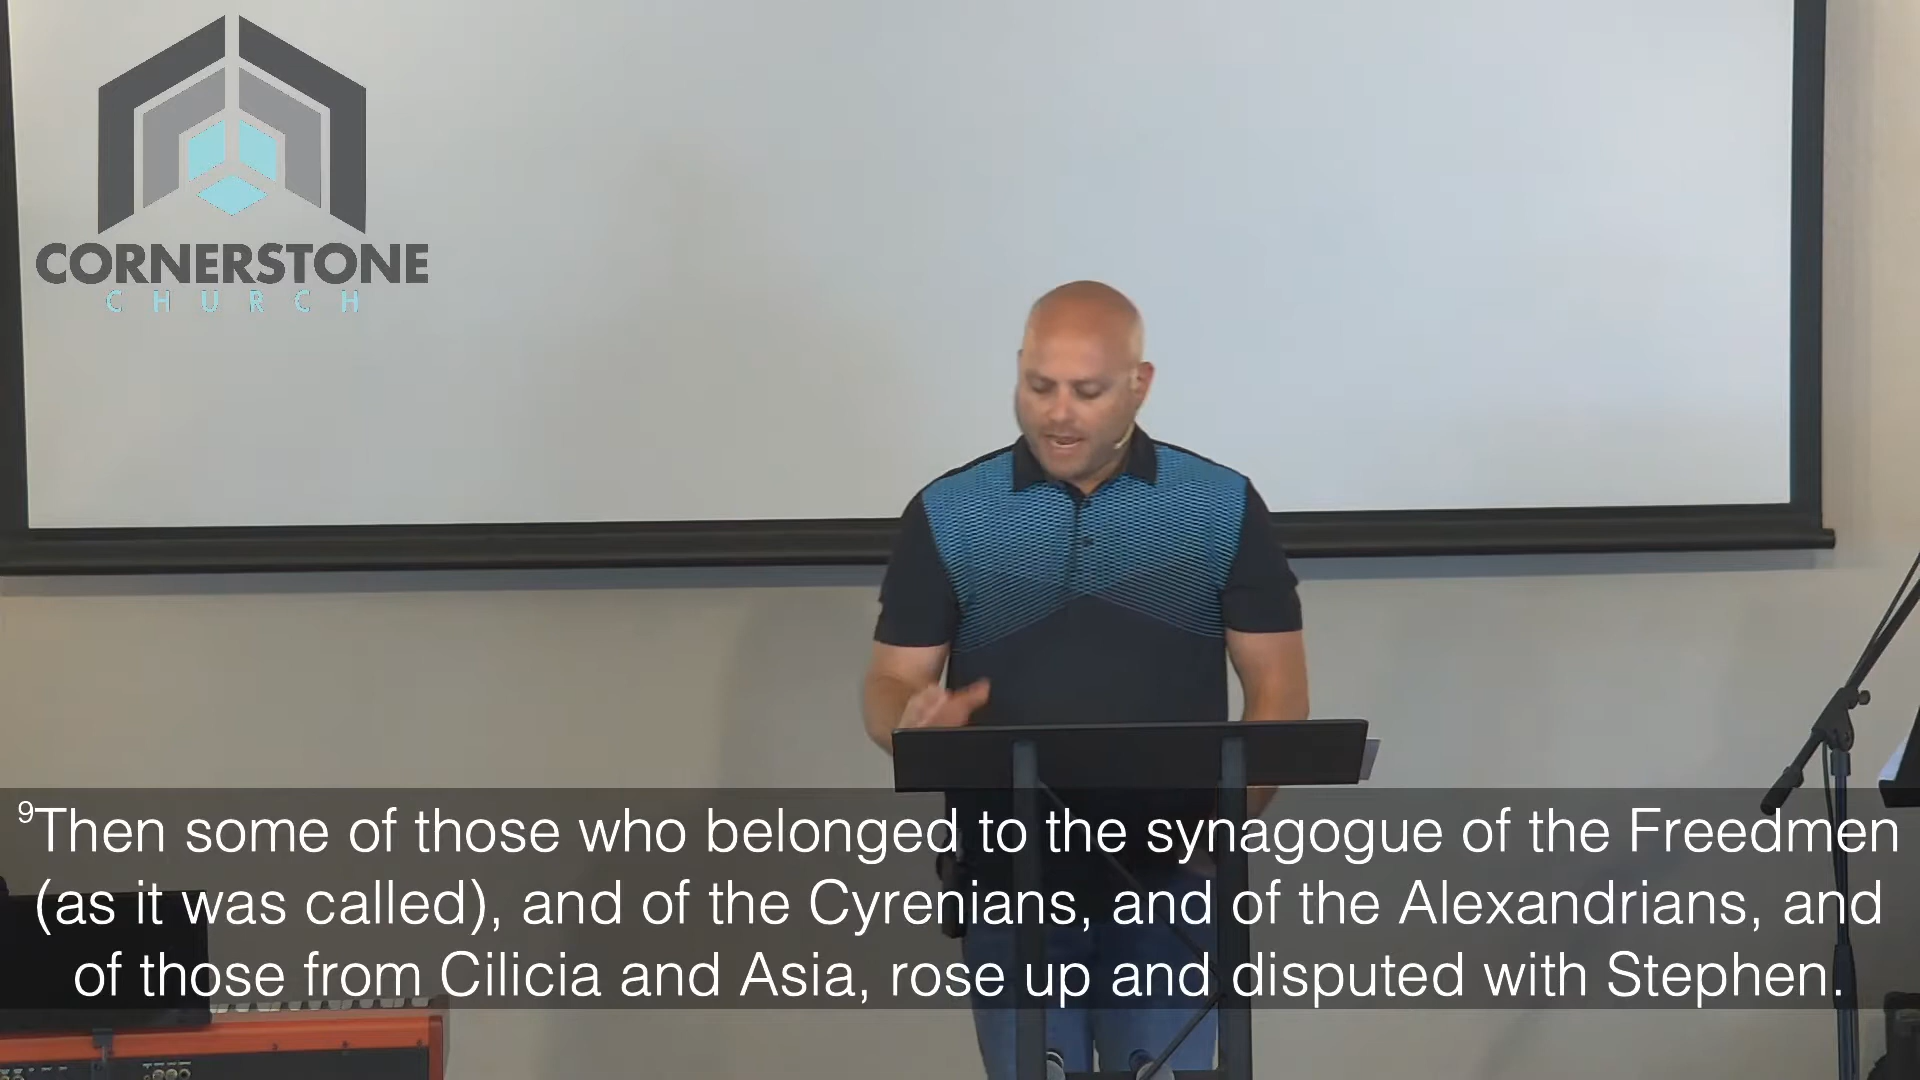 CORNERSTONE
CHURCH
⁹Then some of those who belonged to the synagogue of the Freedmen
(as it was called), and of the Cyrenians, and of the Alexandrians, and
of those from Cilicia and Asia, rose up and disputed with Stephen.